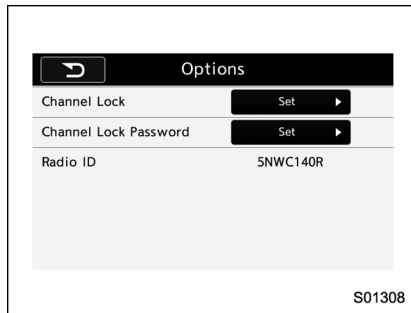 Options
Channel Lock Set
Channel Lock Password Set
Radio ID 5NWC140R
S01308